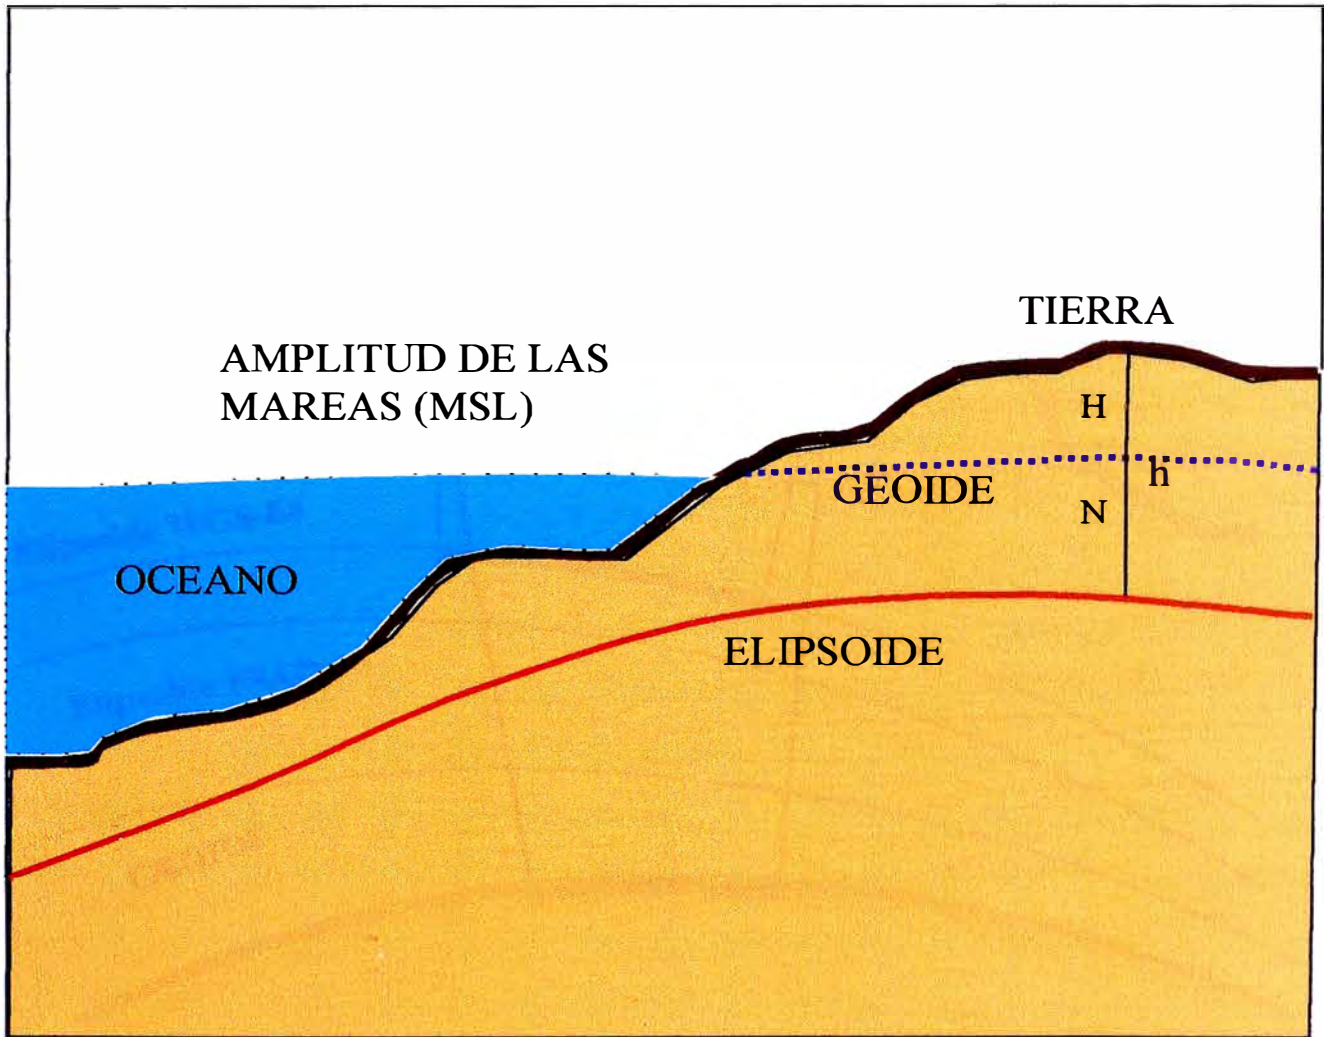 TIERRA
AMPLITUD DE LAS
MAREAS (MSL)
H
GEOIDE
h
N
OCEANO
ELIPSOIDE